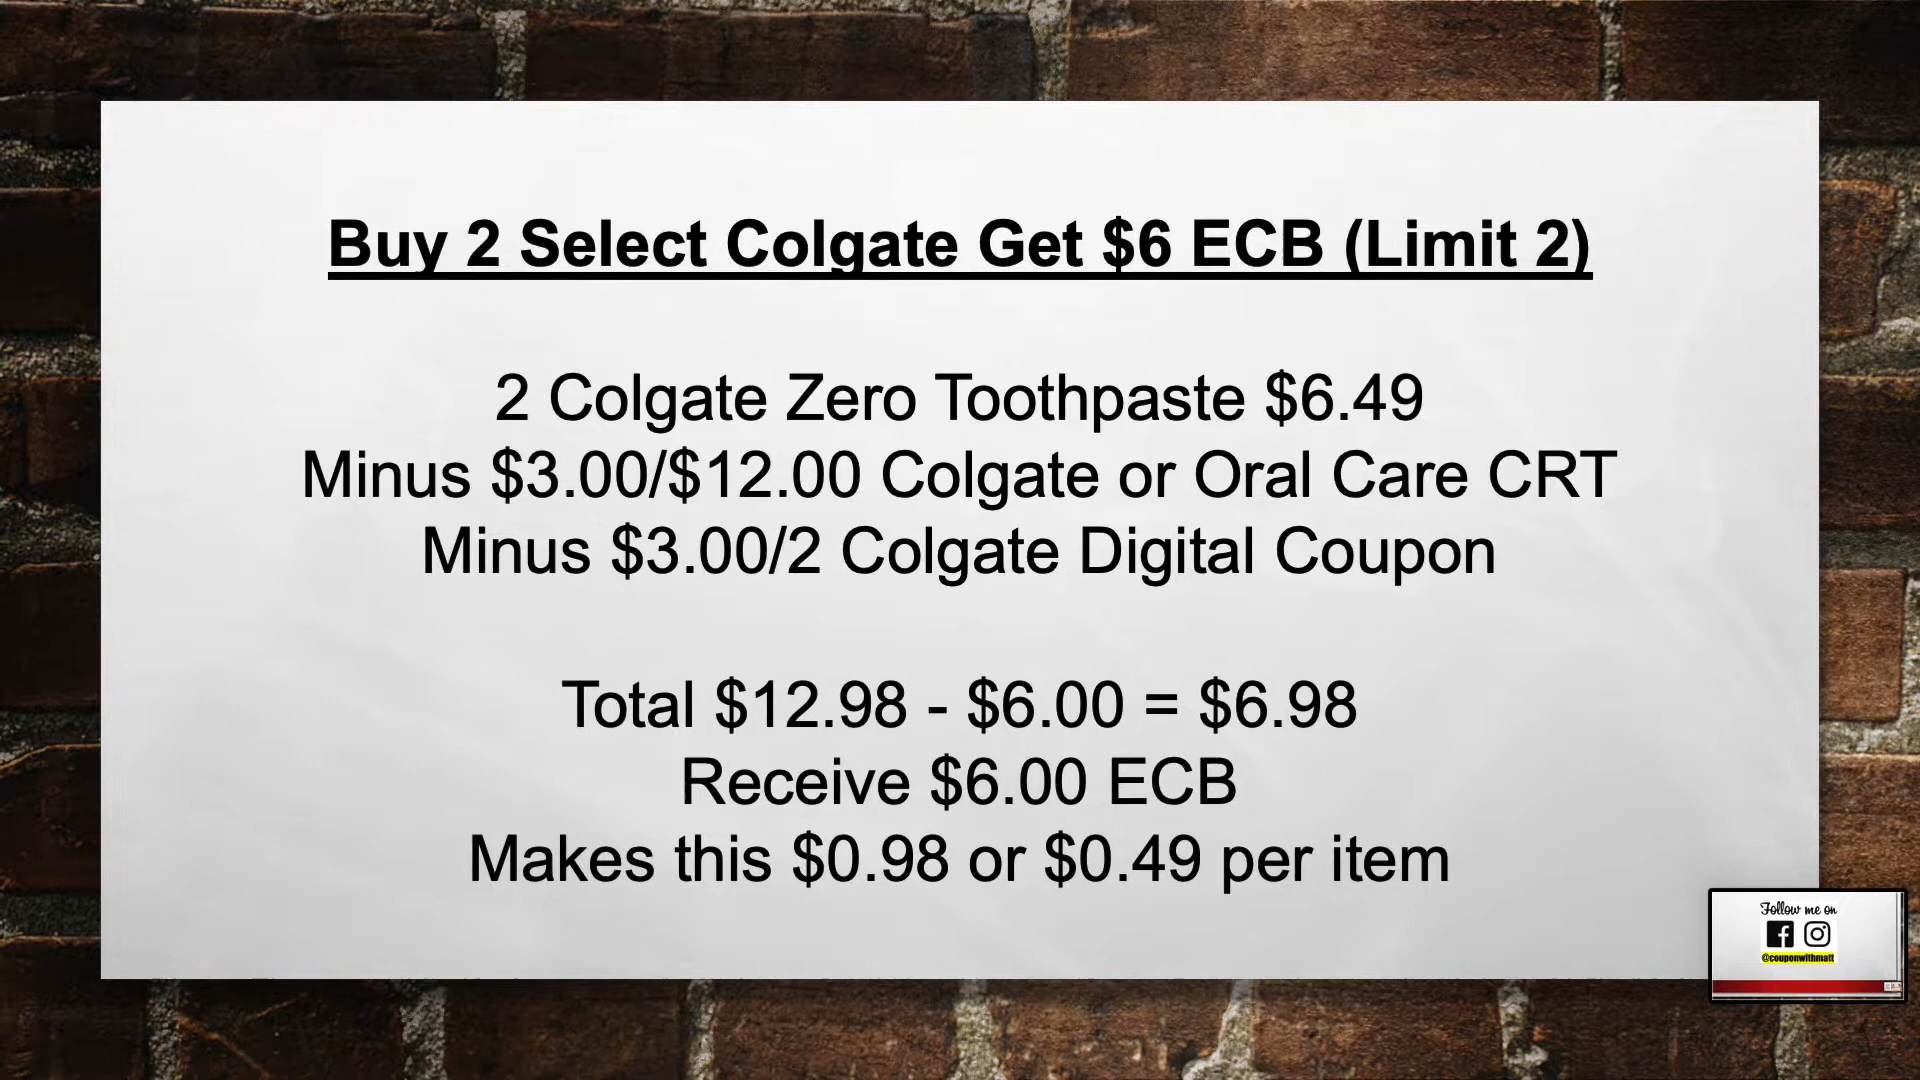 Buy 2 Select Colgate Get $6 ECB (Limit 2)
2 Colgate Zero Toothpaste $6.49
Minus $3.00/$12.00 Colgate or Oral Care CRT
Minus $3.00/2 Colgate Digital Coupon
Total $12.98 - $6.00 = $6.98
Receive $6.00 ECB
Makes this $0.98 or $0.49 per item
Follow me on
@couponwithmatt